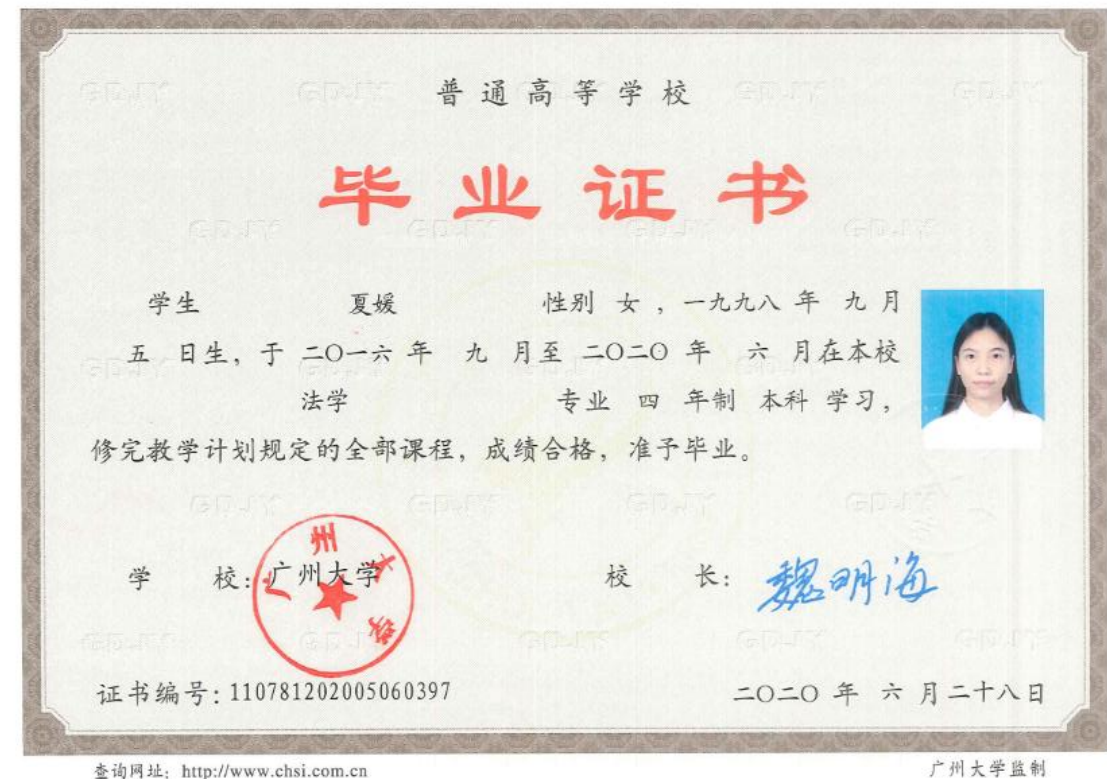 普通高等学校
毕业证书
学生 夏媛 性别 女，一九九八 年 九 月
五 日生，于 二〇一六 年 九 月至 二〇二〇 年 六 月在本校
法学 专业 四 年制 本科 学习，
修完教学计划规定的全部课程，成绩合格，准予毕业。
学 校：广州大学 校 长：魏明海
广州大学
证书编号：110781202005060397 二〇二〇 年 六 月二十八日
查询网址：http://www.chsi.com.cn 广州大学监制
GD-JY